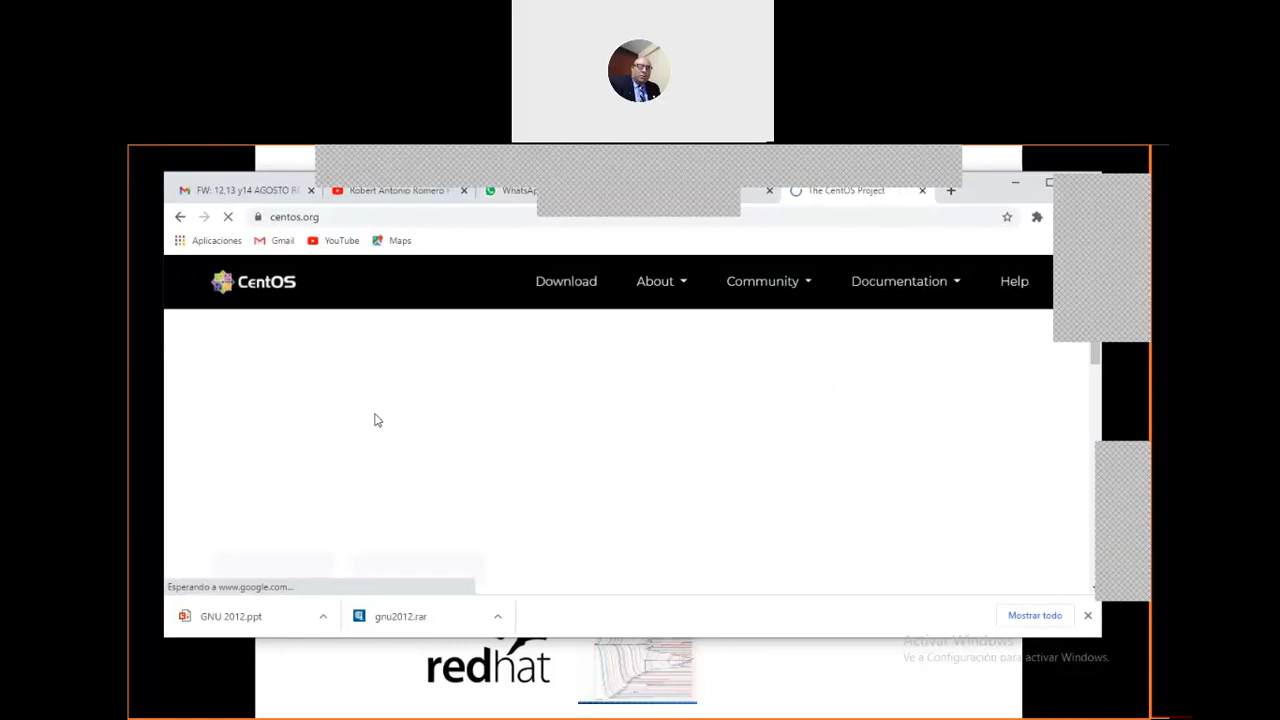 FW: 12,13 y14 AGOSTO
Robert Antonio Romero
WhatsAp
The CentOS Project
centos.org
Aplicaciones Gmail YouTube Maps
CentOS Download About Community Documentation Help
Esperando a www.google.com...
GNU 2012.ppt gnu2012.rar Mostrar todo
redhat
Activar Windows
Ve a Configuración para activar Windows.